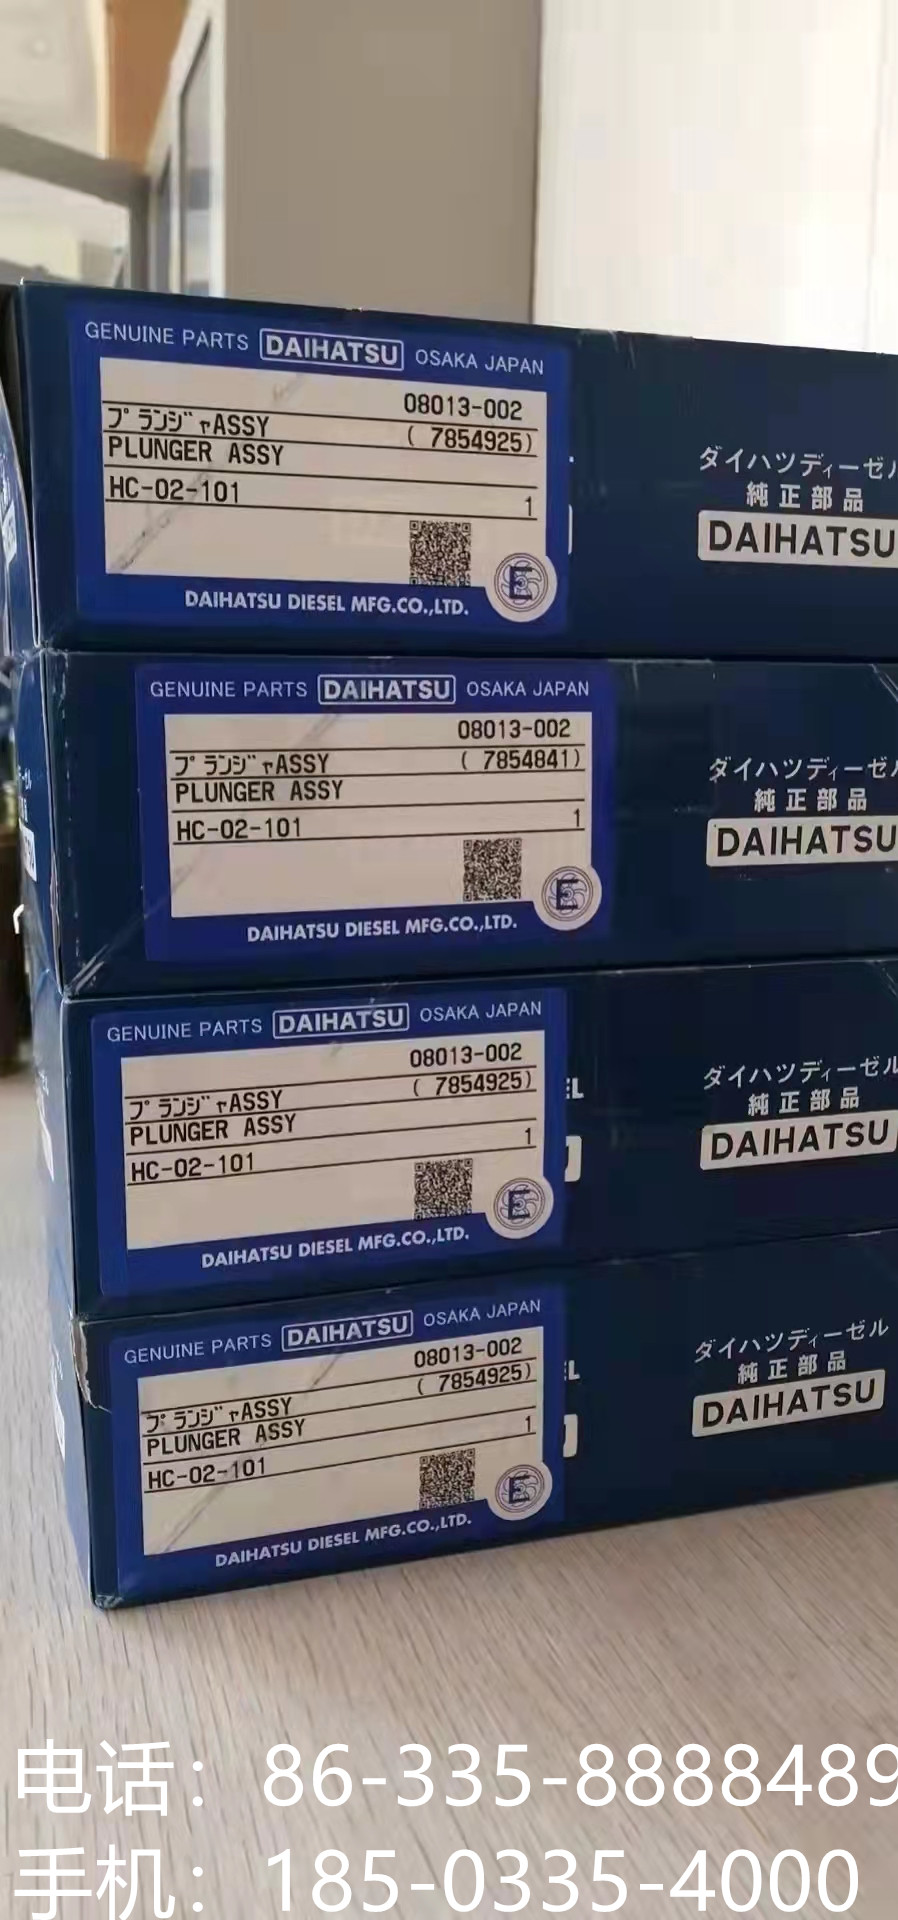 GENUINE PARTS DAIHATSU OSAKA JAPAN
08013-002
プランジャASSY ( 7854925)
PLUNGER ASSY
HC-02-101 1
E
DAIHATSU DIESEL MFG.CO.,LTD.
ダイハツディーゼル
純正部品
DAIHATSU
GENUINE PARTS DAIHATSU OSAKA JAPAN
08013-002
プランジャASSY ( 7854841)
PLUNGER ASSY
HC-02-101 1
E
DAIHATSU DIESEL MFG.CO.,LTD.
ダイハツディーゼ
純正部品
DAIHATSU
GENUINE PARTS DAIHATSU OSAKA JAPAN
08013-002
プランジャASSY ( 7854925)
PLUNGER ASSY
HC-02-101 1
E
DAIHATSU DIESEL MFG.CO.,LTD.
EL
ダイハツディーゼル
純正部品
DAIHATSU
GENUINE PARTS DAIHATSU OSAKA JAPAN
08013-002
プランジャASSY ( 7854925)
PLUNGER ASSY
HC-02-101 1
E
DAIHATSU DIESEL MFG.CO.,LTD.
EL
ダイハツディーゼル
純正部品
DAIHATSU
电话：86-335-8888489
手机：185-0335-4000